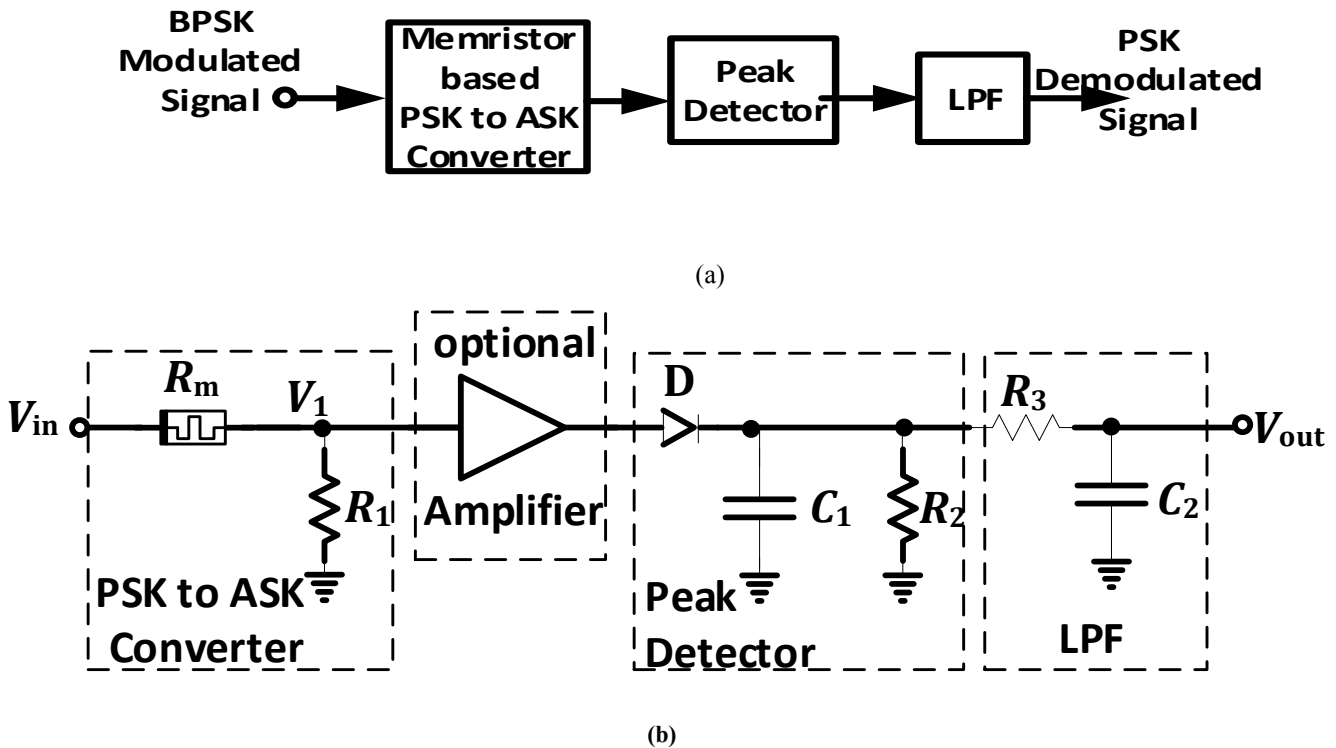 BPSK
Modulated
Signal
Memristor
based
PSK to ASK
Converter
Peak
Detector
LPF
PSK
Demodulated
Signal
(a)
optional
Amplifier
Vin
Rm
V1
R1
PSK to ASK
Converter
D
C1
R2
Peak
Detector
R3
C2
LPF
Vout
(b)